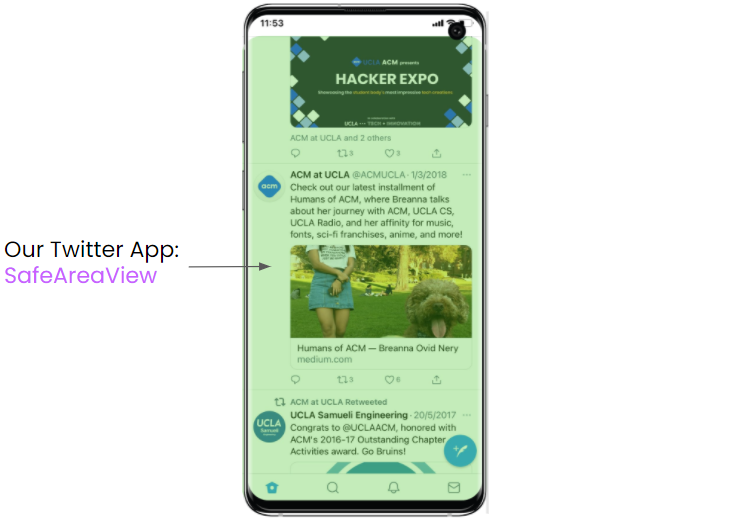 11:53
UCLA ACM presents
HACKER EXPO
Showcasing the student body's most impressive tech creations.
UCLA
TECH + INNOVATION
ACM at UCLA and 2 others
3
3
ACM at UCLA @ACMUCLA · 1/3/2018
acm
Check out our latest installment of
Humans of ACM, where Breanna talks
about her journey with ACM, UCLA CS,
UCLA Radio, and her affinity for music,
fonts, sci-fi franchises, anime, and more!
Our Twitter App:
SafeAreaView
Humans of ACM — Breanna Ovid Nery
medium.com
3
6
ACM at UCLA Retweeted
UCLA Samueli Engineering · 20/5/2017
UCLA
Samueli
Congrats to @UCLAACM, honored with
ACM's 2016-17 Outstanding Chapter
Activities award. Go Bruins!